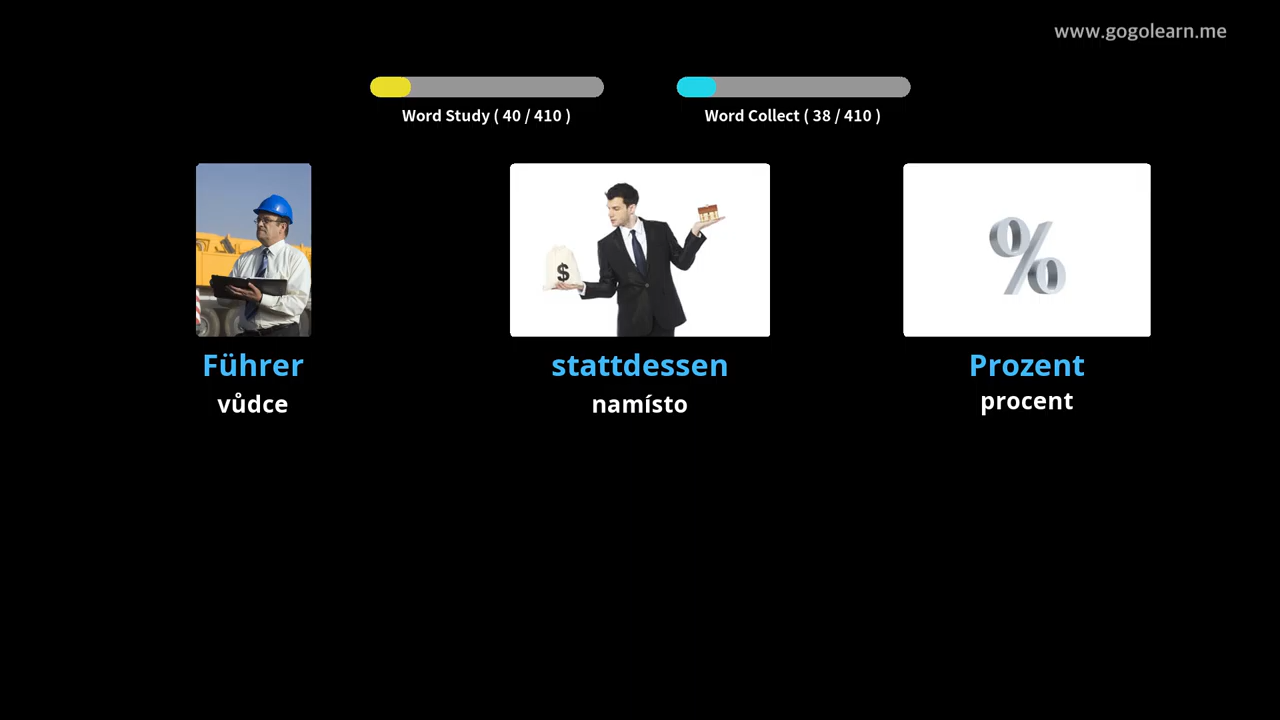 www.gogolearn.me
Word Study ( 40 / 410 )
Word Collect ( 38 / 410 )
$
%
Führer
stattdessen
Prozent
vůdce
namísto
procent